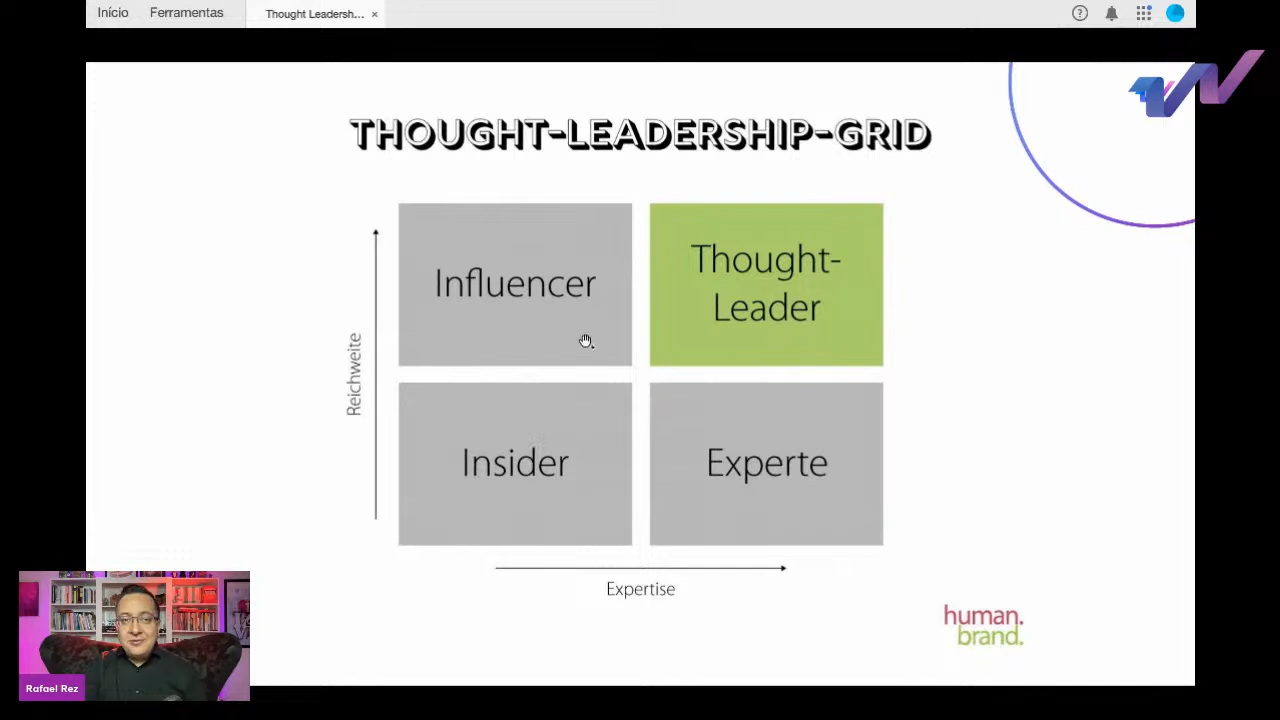 Início Ferramentas Thought Leadersh... ×
THOUGHT-LEADERSHIP-GRID
Influencer
Thought-
Leader
Reichweite
Insider
Experte
Expertise
human.
brand.
Rafael Rez